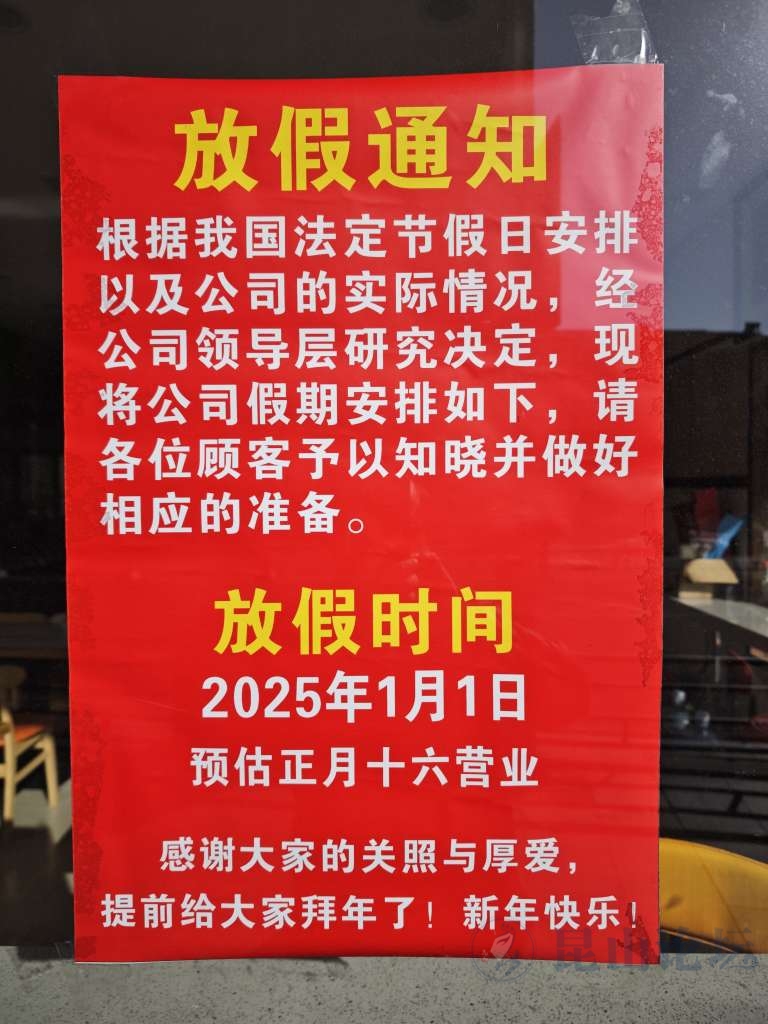 放假通知
根据我国法定节假日安排
以及公司的实际情况，经
公司领导层研究决定，现
将公司假期安排如下，请
各位顾客予以知晓并做好
相应的准备。
放假时间
2025年1月1日
预估正月十六营业
感谢大家的关照与厚爱，
提前给大家拜年了！新年快乐！
昆山论坛